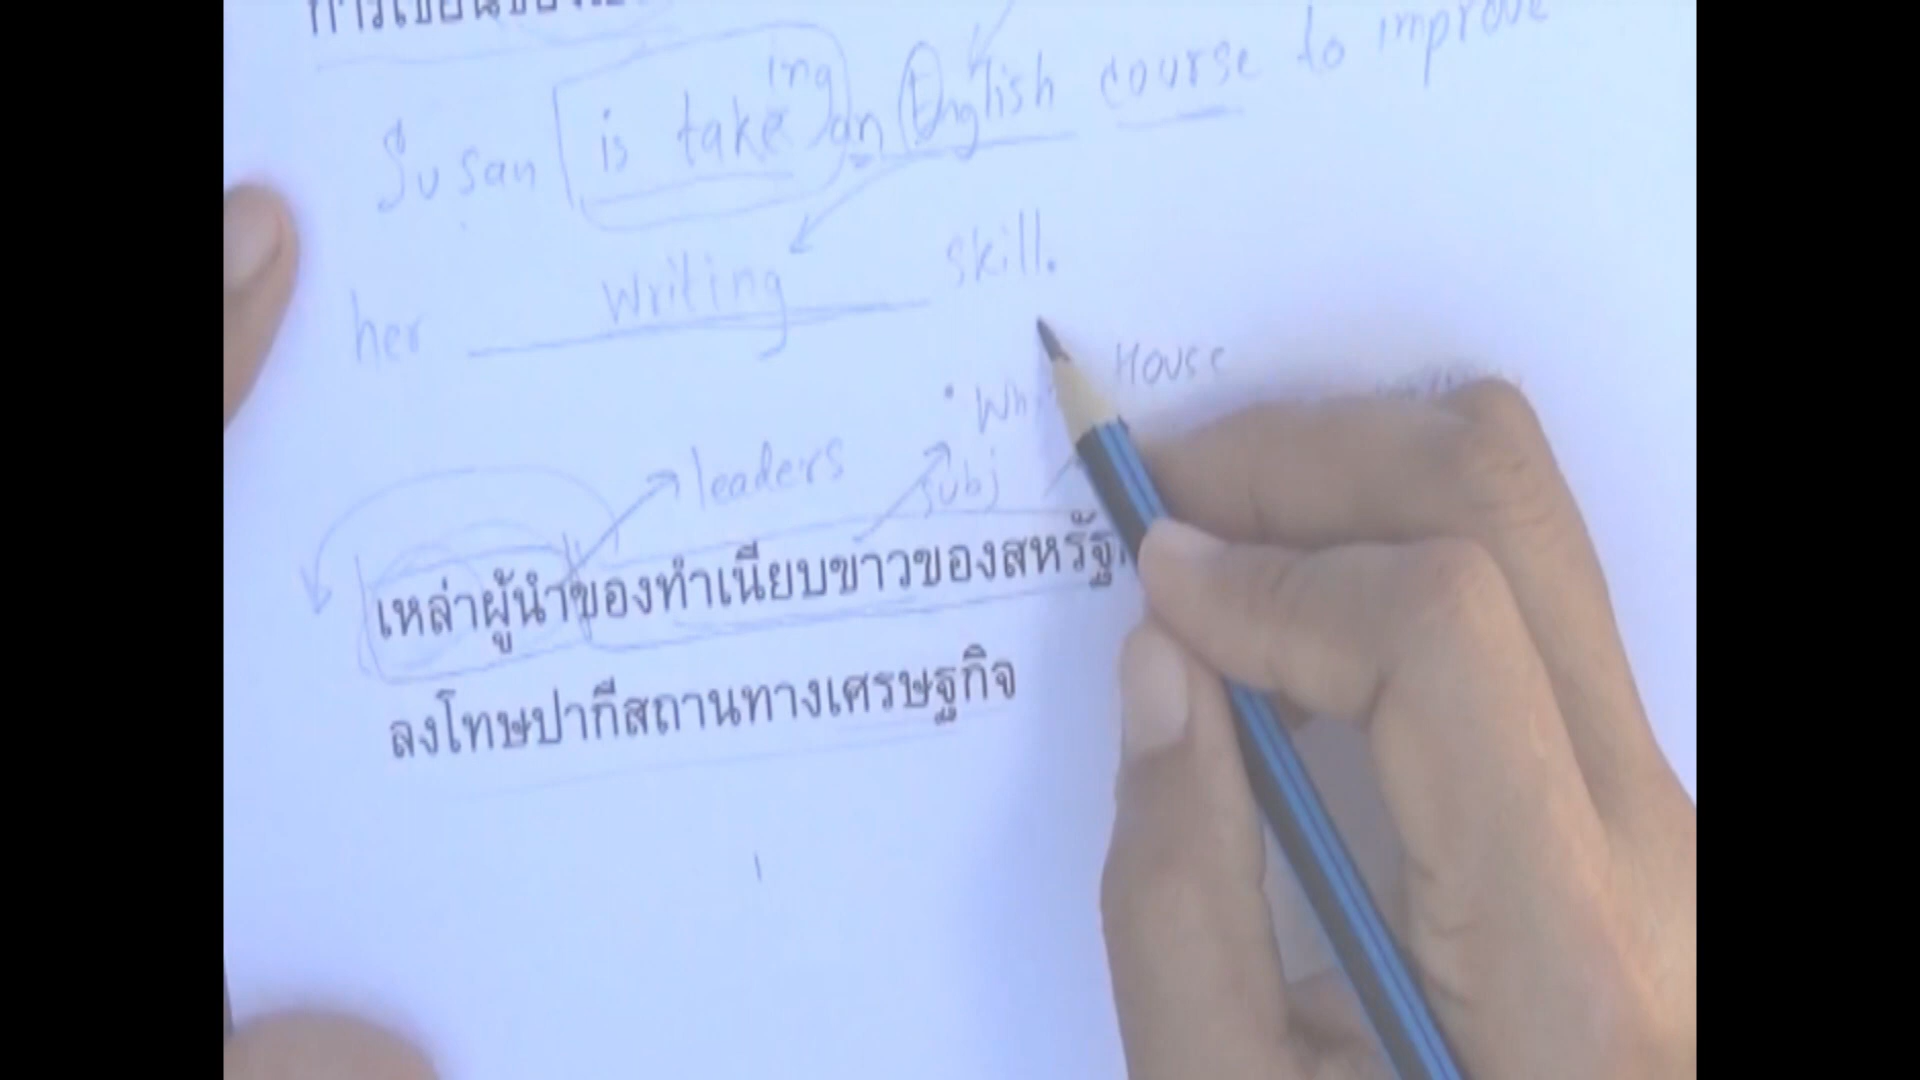 ing
Susan is take an English course to improve
her writing skill.
House
leaders subj
เหล่าผู้นำของทำเนียบขาวของสหรัฐ
ลงโทษปากีสถานทางเศรษฐกิจ